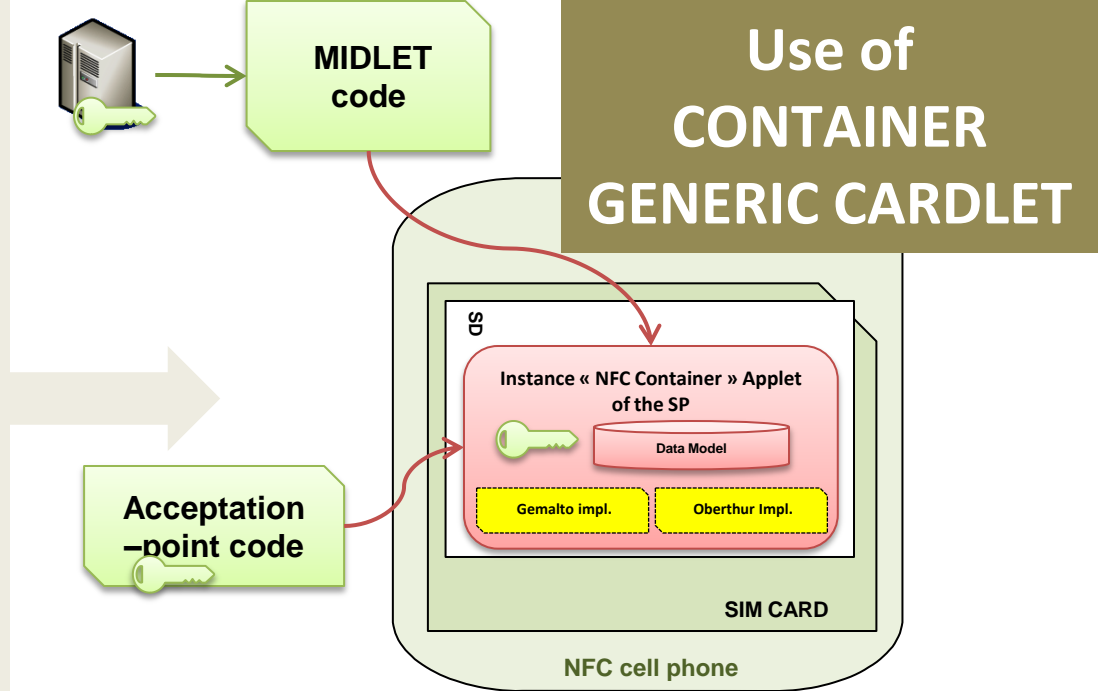 MIDLET
code
Use of
CONTAINER
GENERIC CARDLET
SD
Instance « NFC Container » Applet
of the SP
Data Model
Gemalto impl.
Oberthur Impl.
Acceptation
–point code
SIM CARD
NFC cell phone